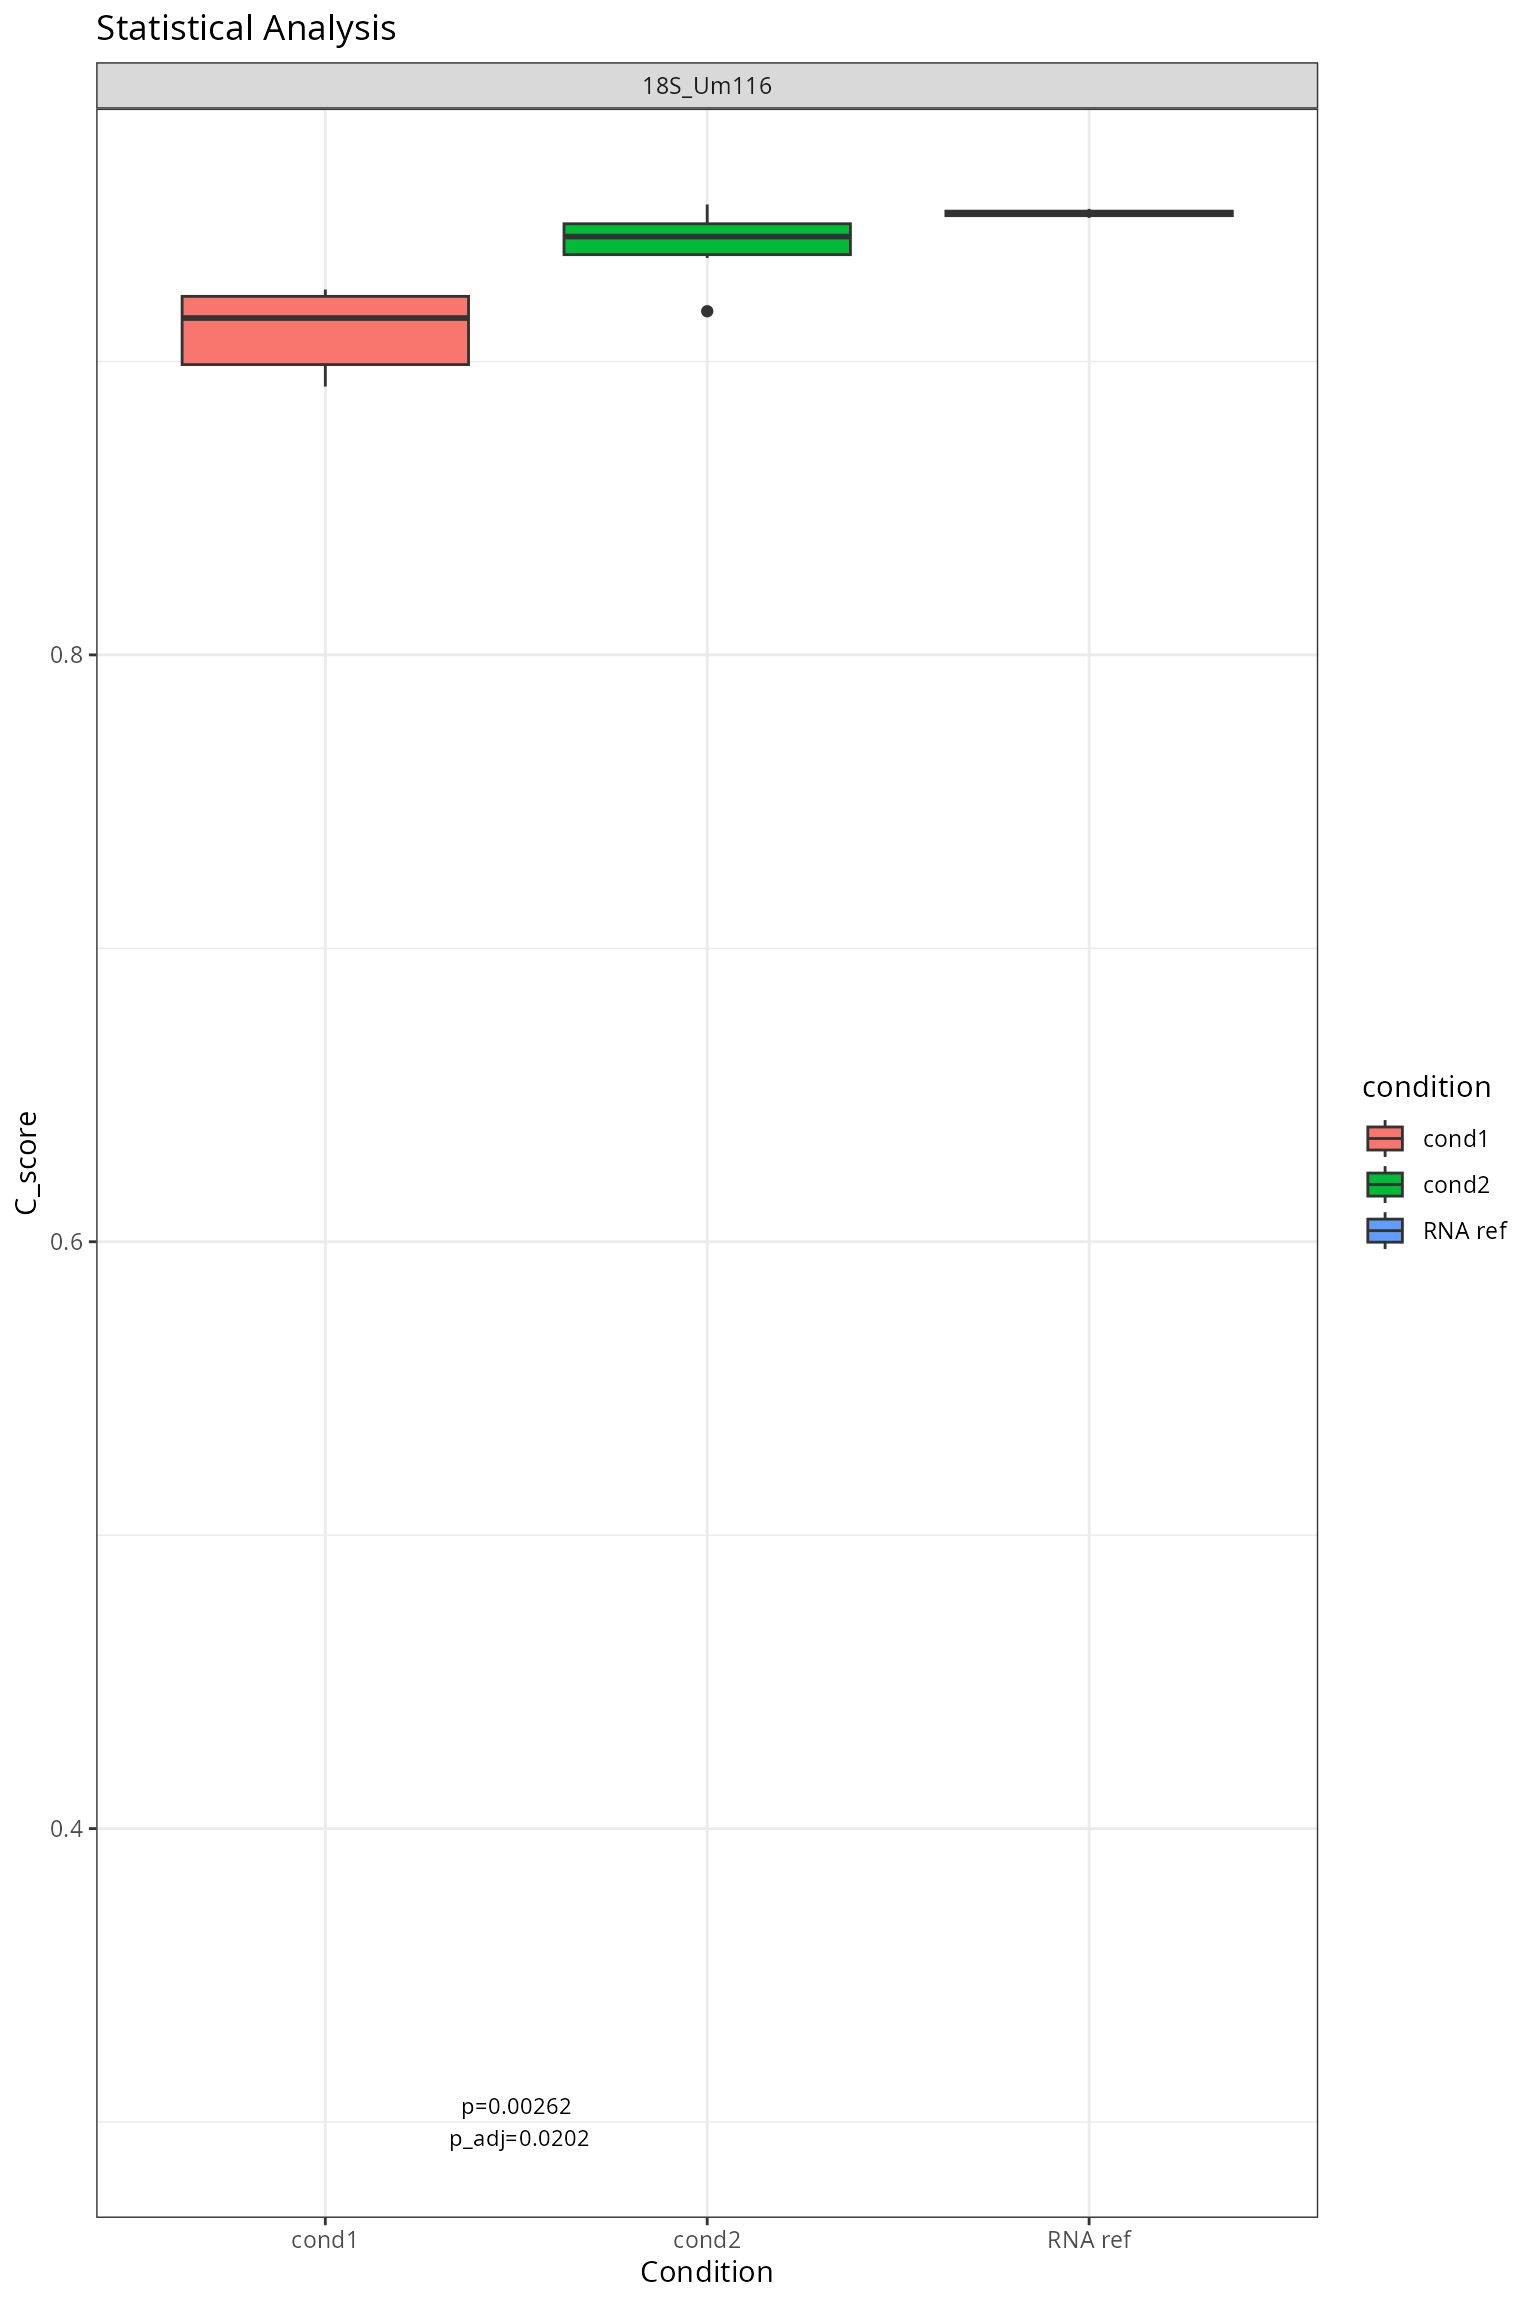 Statistical Analysis
18S_Um116
0.8
0.6
0.4
C_score
p=0.00262
p_adj=0.0202
cond1
cond2
RNA ref
Condition
condition
cond1
cond2
RNA ref